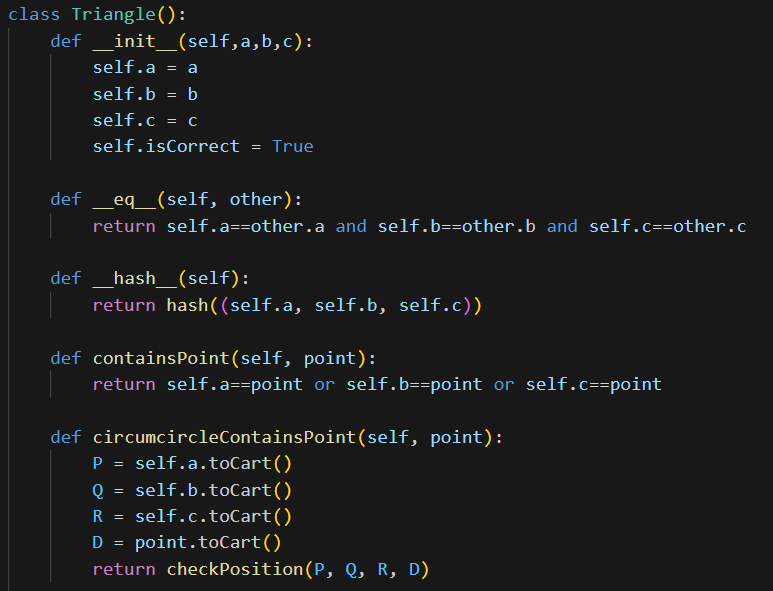 class Triangle():
    def __init__(self,a,b,c):
        self.a = a
        self.b = b
        self.c = c
        self.isCorrect = True

    def __eq__(self, other):
        return self.a==other.a and self.b==other.b and self.c==other.c

    def __hash__(self):
        return hash((self.a, self.b, self.c))

    def containsPoint(self, point):
        return self.a==point or self.b==point or self.c==point

    def circumcircleContainsPoint(self, point):
        P = self.a.toCart()
        Q = self.b.toCart()
        R = self.c.toCart()
        D = point.toCart()
        return checkPosition(P, Q, R, D)